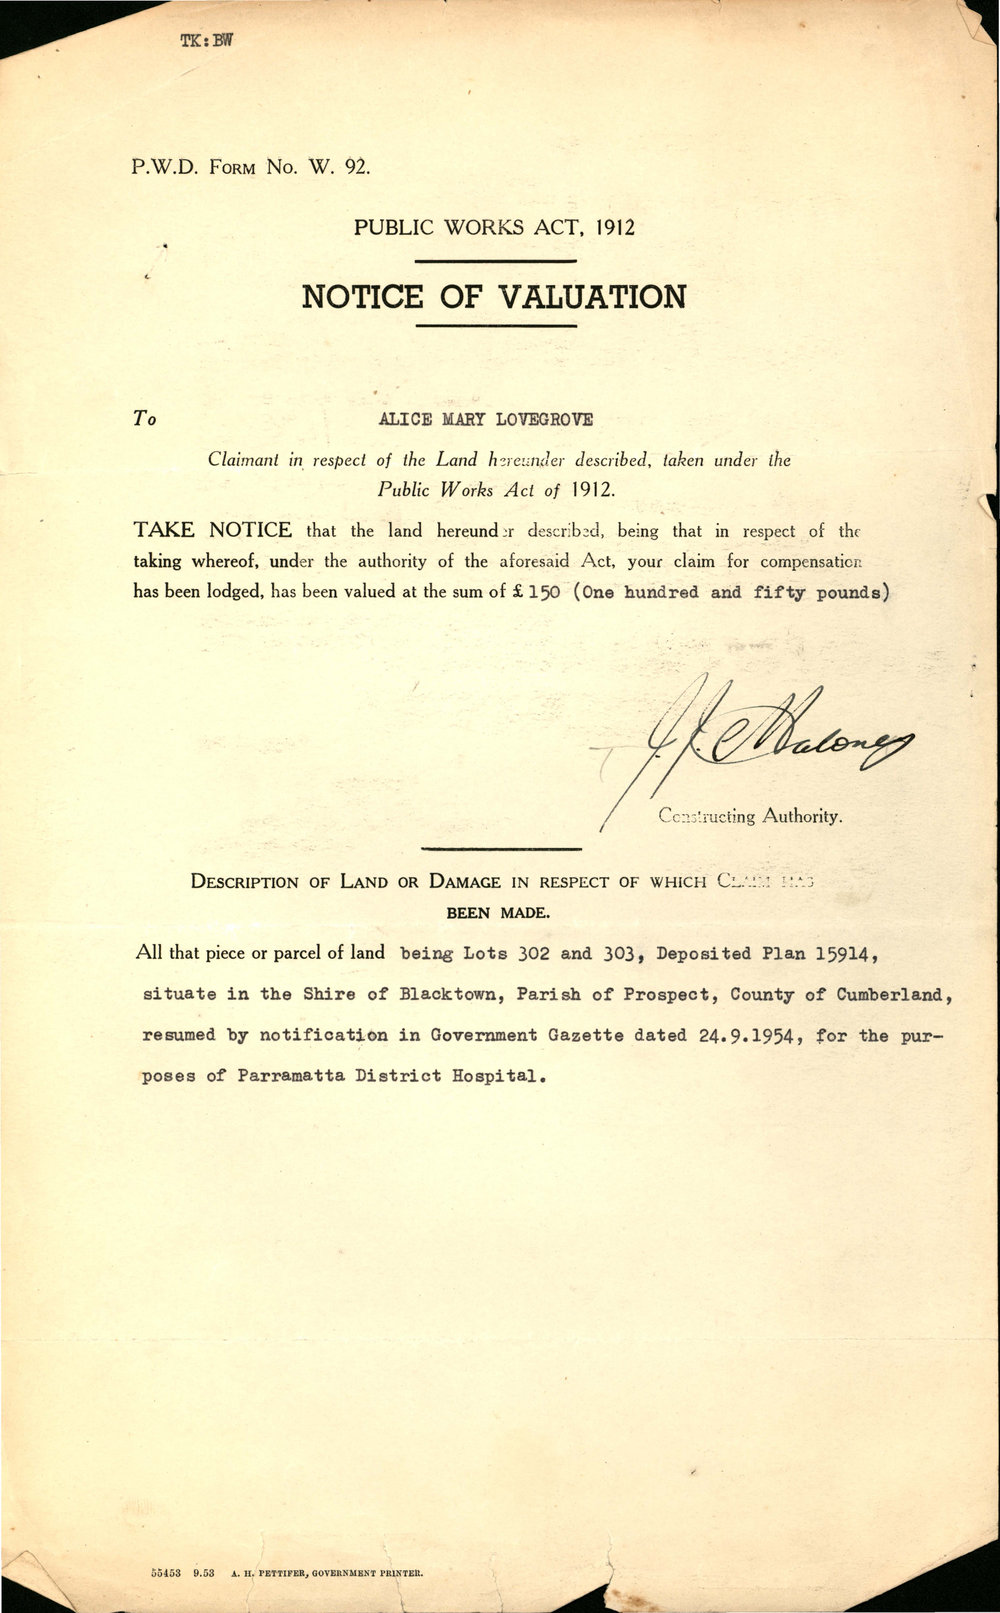 TK:BW
P.W.D. FORM No. W. 92.
PUBLIC WORKS ACT, 1912
NOTICE OF VALUATION
To ALICE MARY LOVEGROVE
Claimant in respect of the Land hereunder described, taken under the
Public Works Act of 1912.
TAKE NOTICE that the land hereunder described, being that in respect of the
taking whereof, under the authority of the aforesaid Act, your claim for compensation
has been lodged, has been valued at the sum of £ 150 (One hundred and fifty pounds)
J. J. Maloney
Constructing Authority.
DESCRIPTION OF LAND OR DAMAGE IN RESPECT OF WHICH CLAIM HAS
BEEN MADE.
All that piece or parcel of land being Lots 302 and 303, Deposited Plan 15914,
situate in the Shire of Blacktown, Parish of Prospect, County of Cumberland,
resumed by notification in Government Gazette dated 24.9.1954, for the pur-
poses of Parramatta District Hospital.
55453 9.53 A. H. PETTIFER, GOVERNMENT PRINTER.